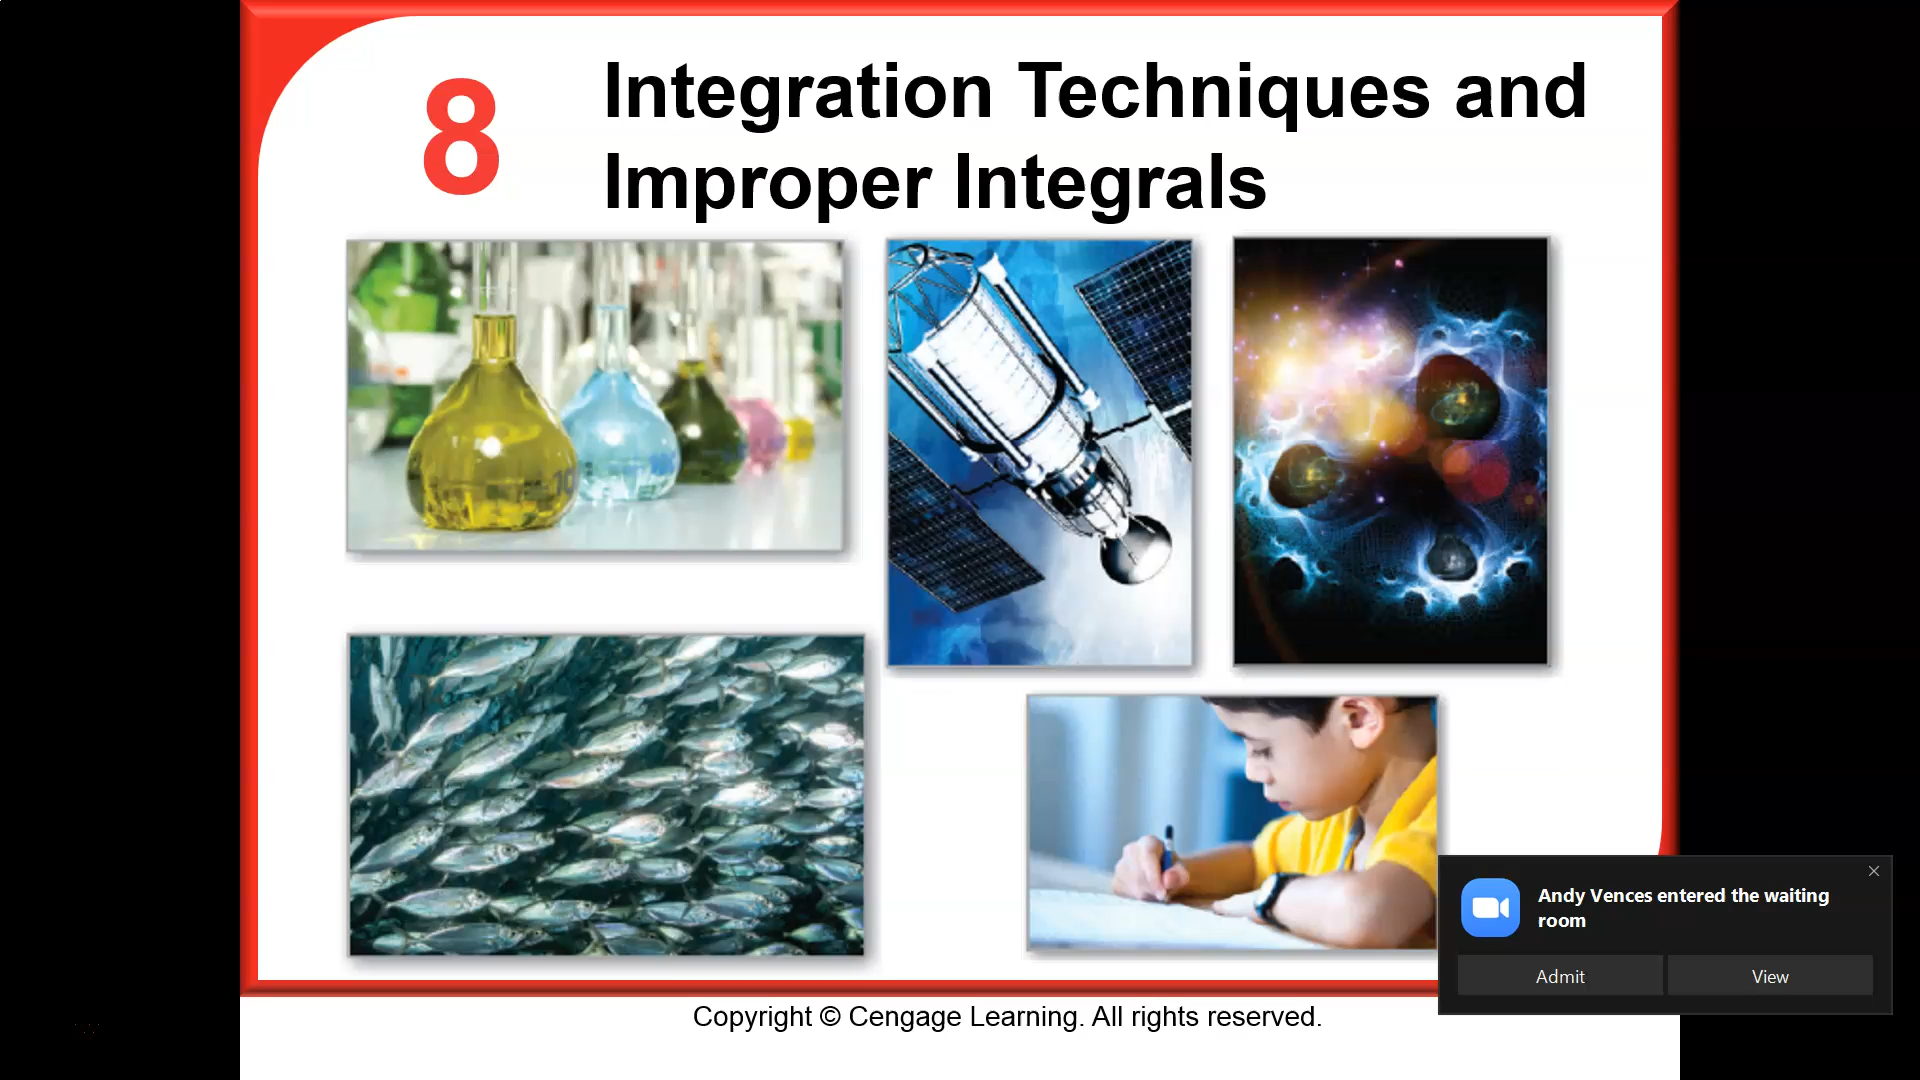 8
Integration Techniques and
Improper Integrals
10
Andy Vences entered the waiting
room
Admit
View
Copyright © Cengage Learning. All rights reserved.